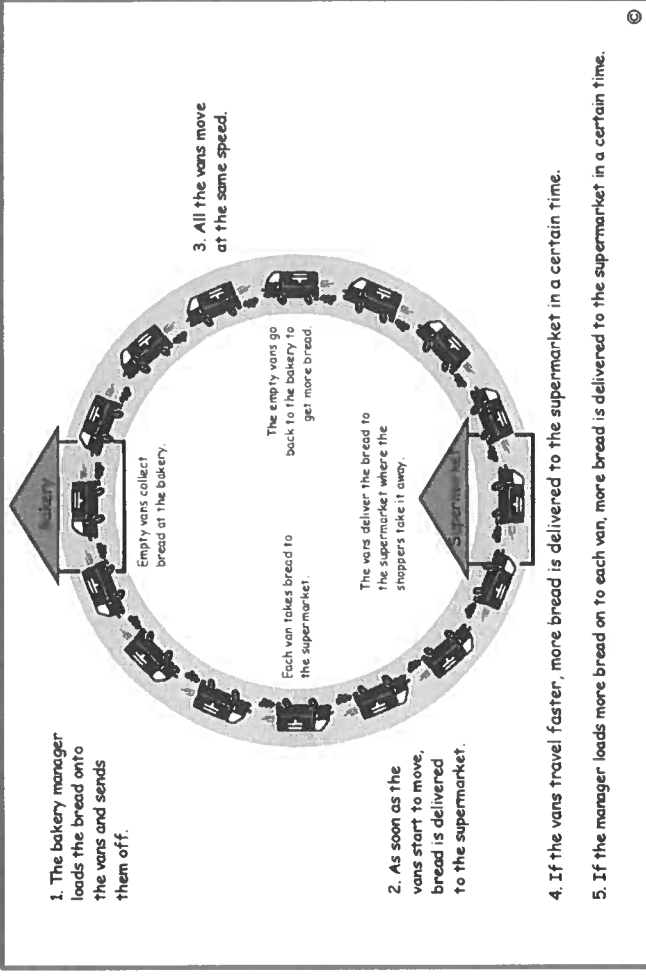 1. The bakery manager
loads the bread onto
the vans and sends
them off.
Bakery
Empty vans collect
bread at the bakery.
3. All the vans move
at the same speed.
Each van takes bread to
the supermarket.
The empty vans go
back to the bakery to
get more bread.
2. As soon as the
vans start to move,
bread is delivered
to the supermarket.
The vans deliver the bread to
the supermarket where the
shoppers take it away.
Supermarket
4. If the vans travel faster, more bread is delivered to the supermarket in a certain time.
5. If the manager loads more bread on to each van, more bread is delivered to the supermarket in a certain time.
©